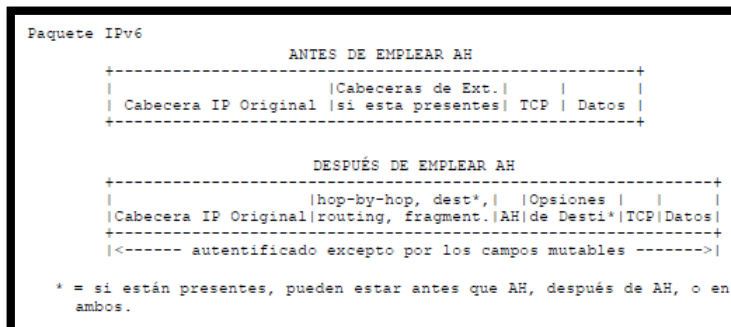 Paquete IPv6
ANTES DE EMPLEAR AH
+-----------------------------------------------------+
| |Cabeceras de Ext.| | |
| Cabecera IP Original |si esta presentes| TCP | Datos |
+-----------------------------------------------------+
DESPUÉS DE EMPLEAR AH
+-------------------------------------------------------------+
| |hop-by-hop, dest*,| |Opsiones | | |
|Cabecera IP Original|routing, fragment.|AH|de Desti*|TCP|Datos|
+-------------------------------------------------------------+
|<------ autentificado excepto por los campos mutables ------->|
* = si están presentes, pueden estar antes que AH, después de AH, o en
ambos.